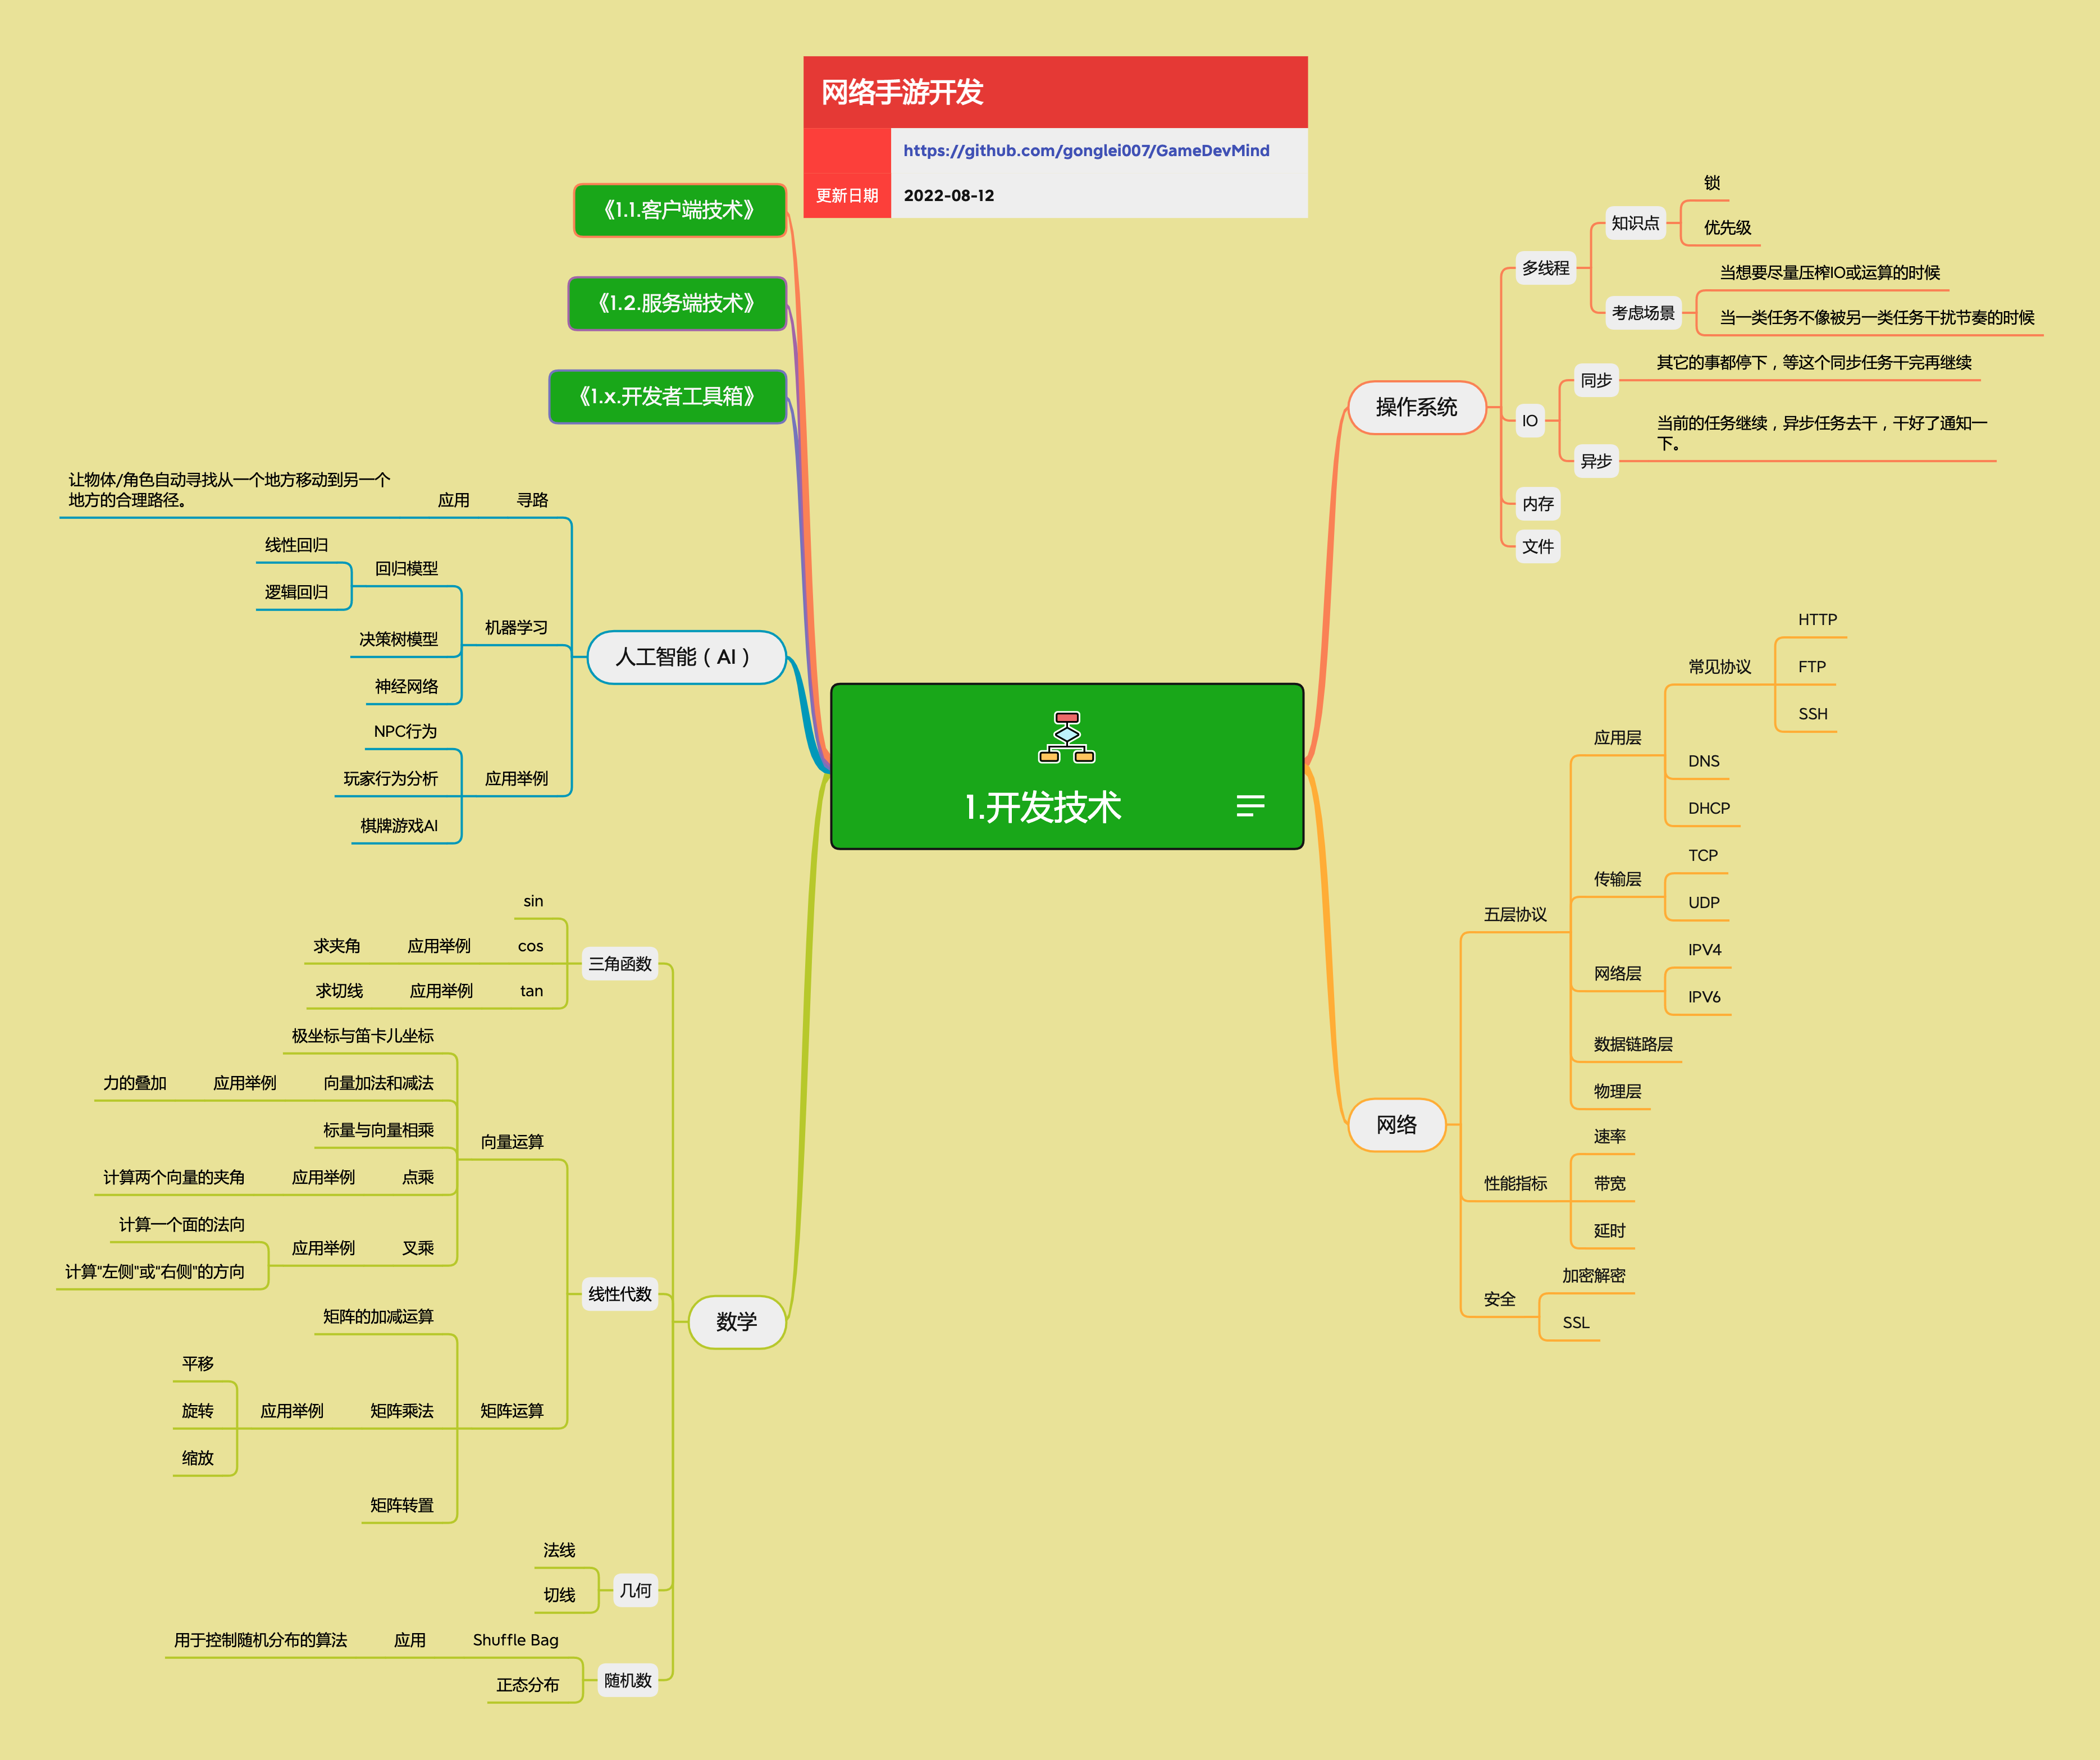 网络手游开发
https://github.com/gonglei007/GameDevMind
更新日期
2022-08-12
1.开发技术
《1.1.客户端技术》
《1.2.服务端技术》
《1.x.开发者工具箱》
操作系统
多线程
知识点
锁
优先级
考虑场景
当想要尽量压榨IO或运算的时候
当一类任务不像被另一类任务干扰节奏的时候
IO
同步
其它的事都停下，等这个同步任务干完再继续
异步
当前的任务继续，异步任务去干，干好了通知一
下。
内存
文件
网络
五层协议
应用层
常见协议
HTTP
FTP
SSH
DNS
DHCP
传输层
TCP
UDP
网络层
IPV4
IPV6
数据链路层
物理层
性能指标
速率
带宽
延时
安全
加密解密
SSL
人工智能（AI）
寻路
应用
让物体/角色自动寻找从一个地方移动到另一个
地方的合理路径。
机器学习
回归模型
线性回归
逻辑回归
决策树模型
神经网络
应用举例
NPC行为
玩家行为分析
棋牌游戏AI
数学
三角函数
sin
cos
应用举例
求夹角
tan
应用举例
求切线
线性代数
向量运算
极坐标与笛卡儿坐标
向量加法和减法
应用举例
力的叠加
标量与向量相乘
点乘
应用举例
计算两个向量的夹角
叉乘
应用举例
计算一个面的法向
计算"左侧"或"右侧"的方向
矩阵运算
矩阵的加减运算
矩阵乘法
应用举例
平移
旋转
缩放
矩阵转置
几何
法线
切线
随机数
Shuffle Bag
应用
用于控制随机分布的算法
正态分布